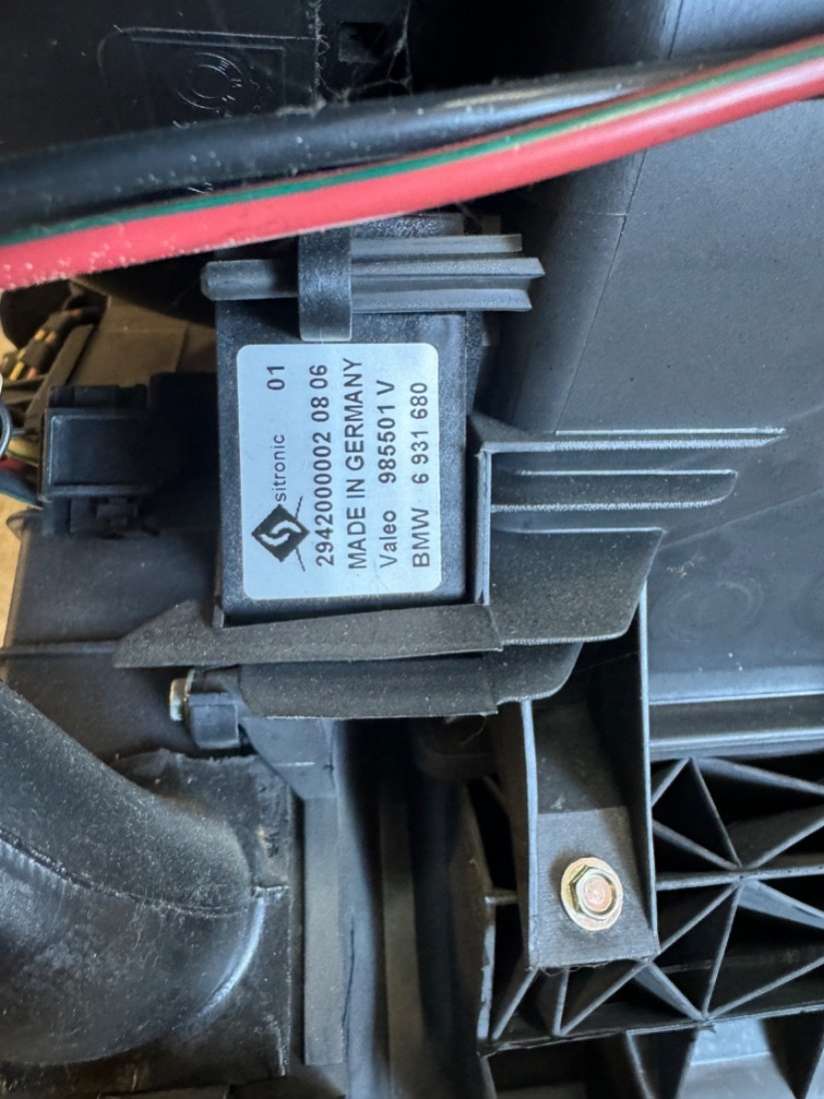 sitronic 01
2942000002 08 06
MADE IN GERMANY
Valeo 985501 V
BMW 6 931 680